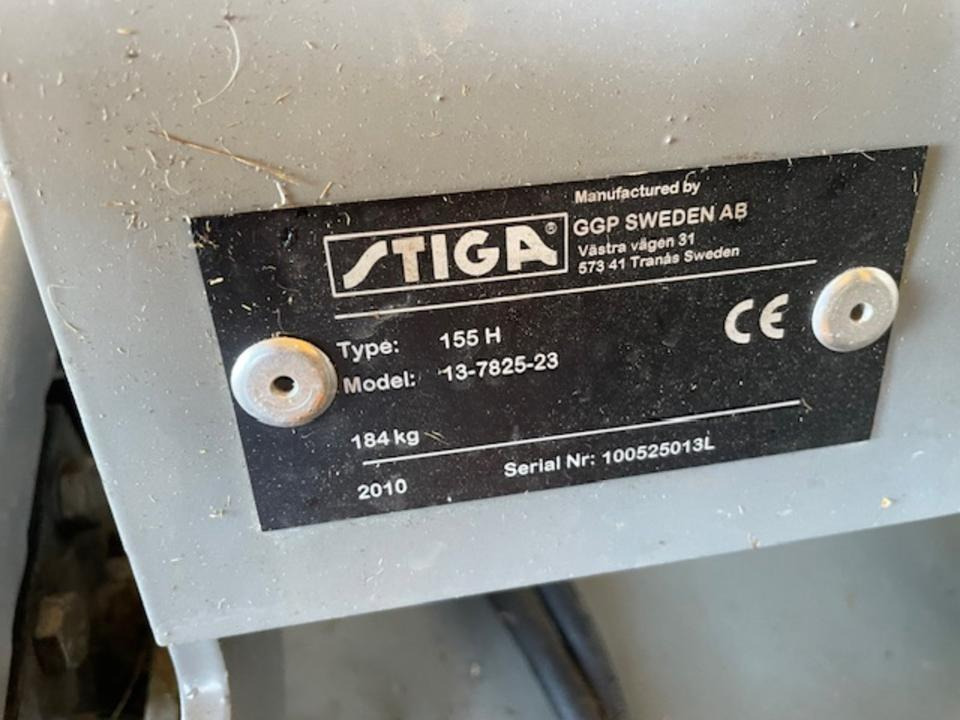 Manufactured by
STIGA®
GGP SWEDEN AB
Västra vägen 31
573 41 Tranås Sweden
Type: 155 H
Model: 13-7825-23
CE
184 kg
2010 Serial Nr: 100525013L